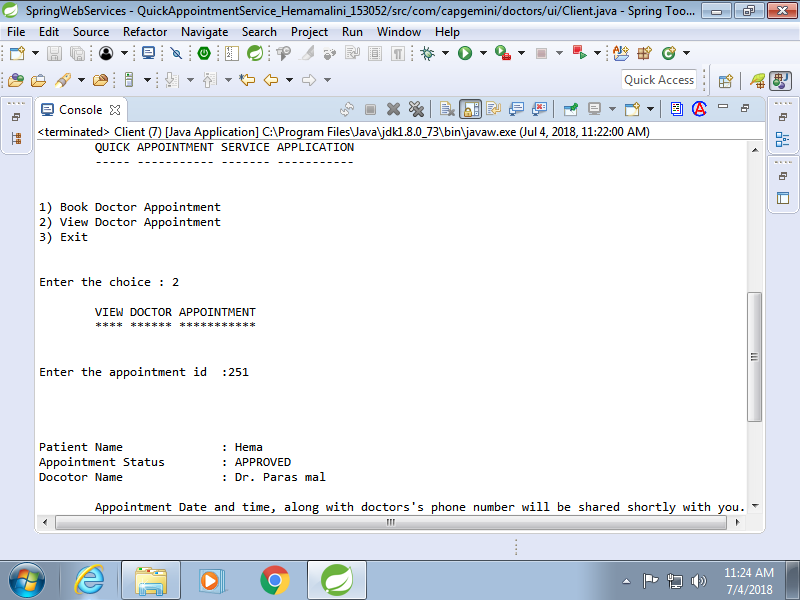 SpringWebServices - QuickAppointmentService_Hemamalini_153052/src/com/capgemini/doctors/ui/Client.java - Spring Too...
File Edit Source Refactor Navigate Search Project Run Window Help
Quick Access
Console
<terminated> Client (7) [Java Application] C:\Program Files\Java\jdk1.8.0_73\bin\javaw.exe (Jul 4, 2018, 11:22:00 AM)
QUICK APPOINTMENT SERVICE APPLICATION
----- ----------- ------- -----------
1) Book Doctor Appointment
2) View Doctor Appointment
3) Exit
Enter the choice : 2
VIEW DOCTOR APPOINTMENT
**** ****** ***********
Enter the appointment id  :251
Patient Name : Hema
Appointment Status : APPROVED
Docotor Name : Dr. Paras mal
Appointment Date and time, along with doctors's phone number will be shared shortly with you.
11:24 AM
7/4/2018